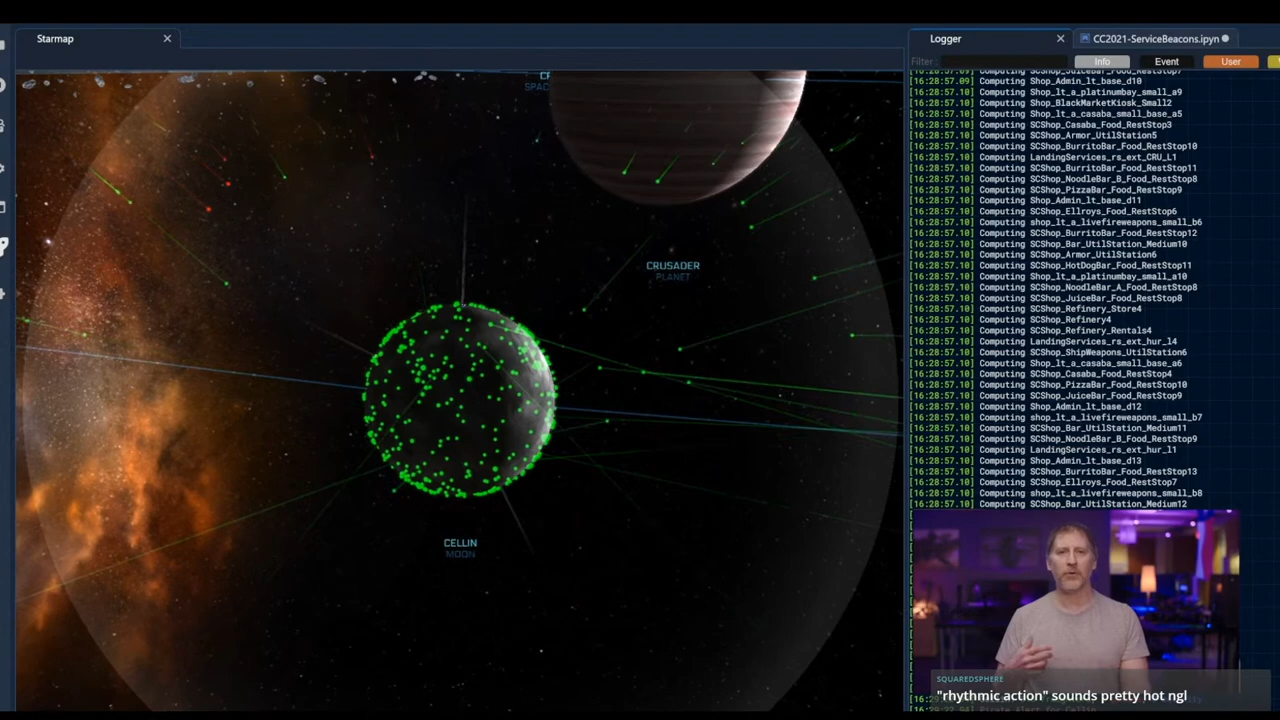 Starmap
Logger
CC2021-ServiceBeacons.ipyn
Filter :
Info
Event
User
CRUSADER
PLANET
CELLIN
MOON
[16:28:57.09] Computing SCShop_JuiceBar_Food_RestStop7
[16:28:57.09] Computing Shop_Admin_lt_base_d10
[16:28:57.10] Computing Shop_lt_a_platinumbay_small_a9
[16:28:57.10] Computing Shop_BlackMarketKiosk_Small2
[16:28:57.10] Computing Shop_lt_a_casaba_small_base_a5
[16:28:57.10] Computing SCShop_Casaba_Food_RestStop3
[16:28:57.10] Computing SCShop_Armor_UtilStation5
[16:28:57.10] Computing SCShop_BurritoBar_Food_RestStop10
[16:28:57.10] Computing LandingServices_rs_ext_CRU_L1
[16:28:57.10] Computing SCShop_BurritoBar_Food_RestStop11
[16:28:57.10] Computing SCShop_NoodleBar_B_Food_RestStop8
[16:28:57.10] Computing SCShop_PizzaBar_Food_RestStop9
[16:28:57.10] Computing Shop_Admin_lt_base_d11
[16:28:57.10] Computing SCShop_Ellroys_Food_RestStop6
[16:28:57.10] Computing shop_lt_a_livefireweapons_small_b6
[16:28:57.10] Computing SCShop_BurritoBar_Food_RestStop12
[16:28:57.10] Computing SCShop_Bar_UtilStation_Medium10
[16:28:57.10] Computing SCShop_Armor_UtilStation6
[16:28:57.10] Computing SCShop_HotDogBar_Food_RestStop11
[16:28:57.10] Computing Shop_lt_a_platinumbay_small_a10
[16:28:57.10] Computing SCShop_NoodleBar_A_Food_RestStop8
[16:28:57.10] Computing SCShop_JuiceBar_Food_RestStop8
[16:28:57.10] Computing SCShop_Refinery_Store4
[16:28:57.10] Computing SCShop_Refinery4
[16:28:57.10] Computing SCShop_Refinery_Rentals4
[16:28:57.10] Computing LandingServices_rs_ext_hur_l4
[16:28:57.10] Computing SCShop_ShipWeapons_UtilStation6
[16:28:57.10] Computing Shop_lt_a_casaba_small_base_a6
[16:28:57.10] Computing SCShop_Casaba_Food_RestStop4
[16:28:57.10] Computing SCShop_PizzaBar_Food_RestStop10
[16:28:57.10] Computing SCShop_JuiceBar_Food_RestStop9
[16:28:57.10] Computing Shop_Admin_lt_base_d12
[16:28:57.10] Computing shop_lt_a_livefireweapons_small_b7
[16:28:57.10] Computing SCShop_Bar_UtilStation_Medium11
[16:28:57.10] Computing SCShop_NoodleBar_B_Food_RestStop9
[16:28:57.10] Computing LandingServices_rs_ext_hur_l1
[16:28:57.10] Computing Shop_Admin_lt_base_d13
[16:28:57.10] Computing SCShop_BurritoBar_Food_RestStop13
[16:28:57.10] Computing SCShop_Ellroys_Food_RestStop7
[16:28:57.10] Computing shop_lt_a_livefireweapons_small_b8
[16:28:57.10] Computing SCShop_Bar_UtilStation_Medium12
SQUAREDSPHERE
"rhythmic action" sounds pretty hot ngl